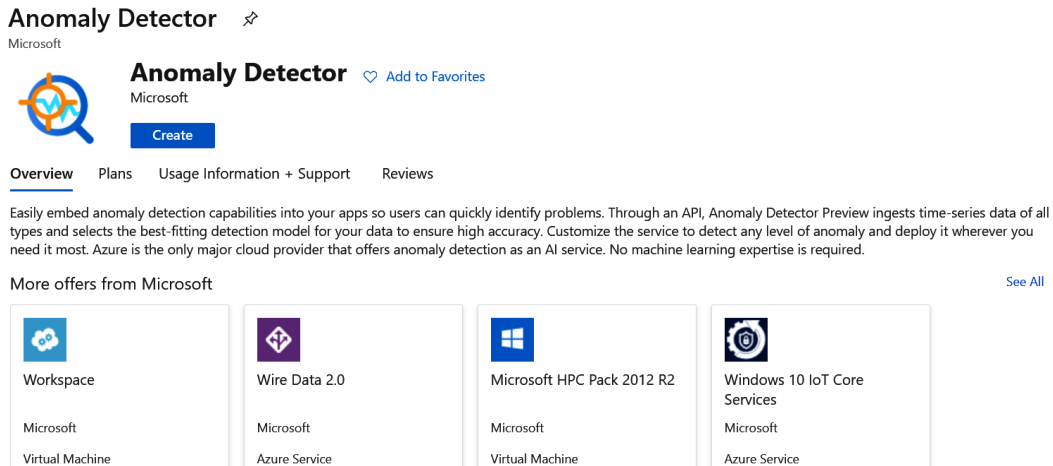 Anomaly Detector
Microsoft
Anomaly Detector
Add to Favorites
Microsoft
Create
Overview Plans Usage Information + Support Reviews
Easily embed anomaly detection capabilities into your apps so users can quickly identify problems. Through an API, Anomaly Detector Preview ingests time-series data of all
types and selects the best-fitting detection model for your data to ensure high accuracy. Customize the service to detect any level of anomaly and deploy it wherever you
need it most. Azure is the only major cloud provider that offers anomaly detection as an AI service. No machine learning expertise is required.
More offers from Microsoft
See All
Workspace
Microsoft
Virtual Machine
Wire Data 2.0
Microsoft
Azure Service
Microsoft HPC Pack 2012 R2
Microsoft
Virtual Machine
Windows 10 IoT Core
Services
Microsoft
Azure Service